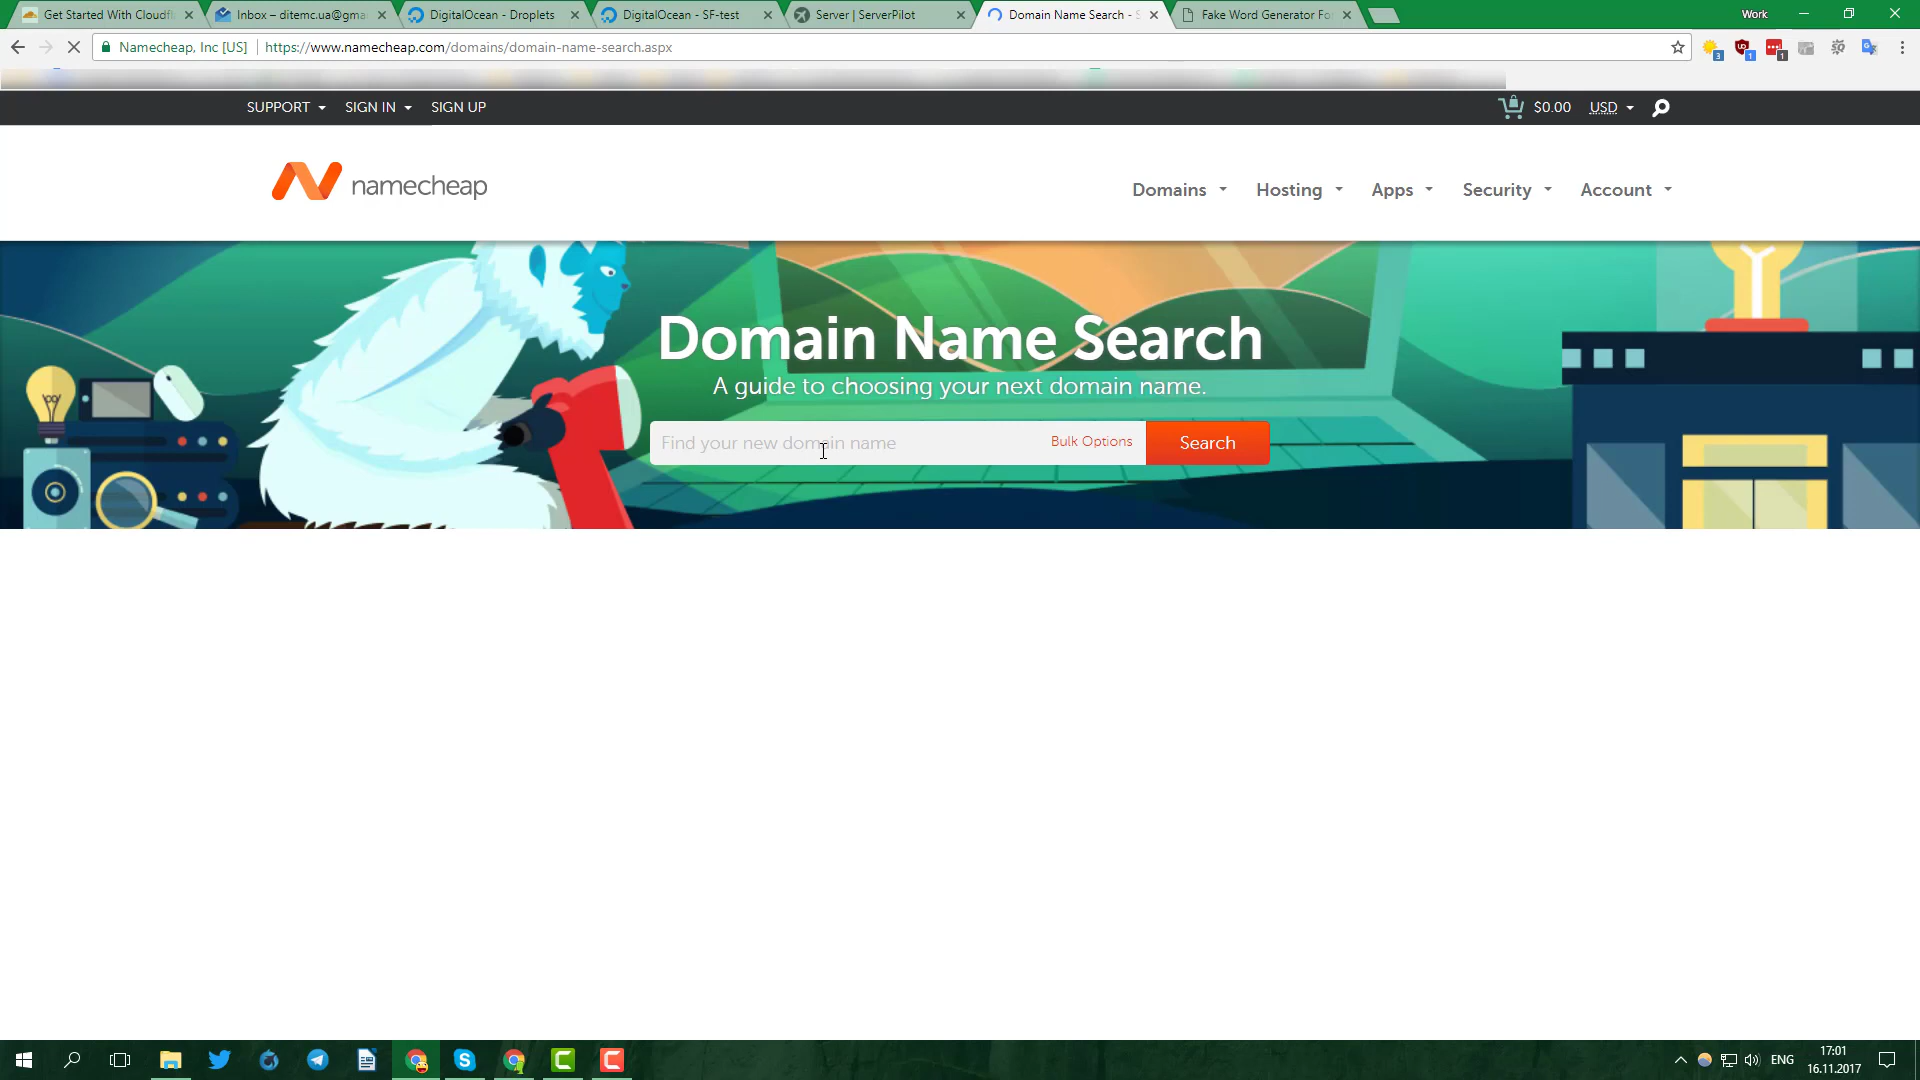 Get Started With Cloudfl
Inbox – ditemc.ua@gma
DigitalOcean - Droplets
DigitalOcean - SF-test
Server | ServerPilot
Domain Name Search - S
Fake Word Generator Fo
Work
Namecheap, Inc [US]
https://www.namecheap.com/domains/domain-name-search.aspx
3
1
1
SUPPORT
SIGN IN
SIGN UP
$0.00
USD
namecheap
Domains
Hosting
Apps
Security
Account
Domain Name Search
A guide to choosing your next domain name.
Find your new domain name
Bulk Options
Search
ENG
17:01
16.11.2017